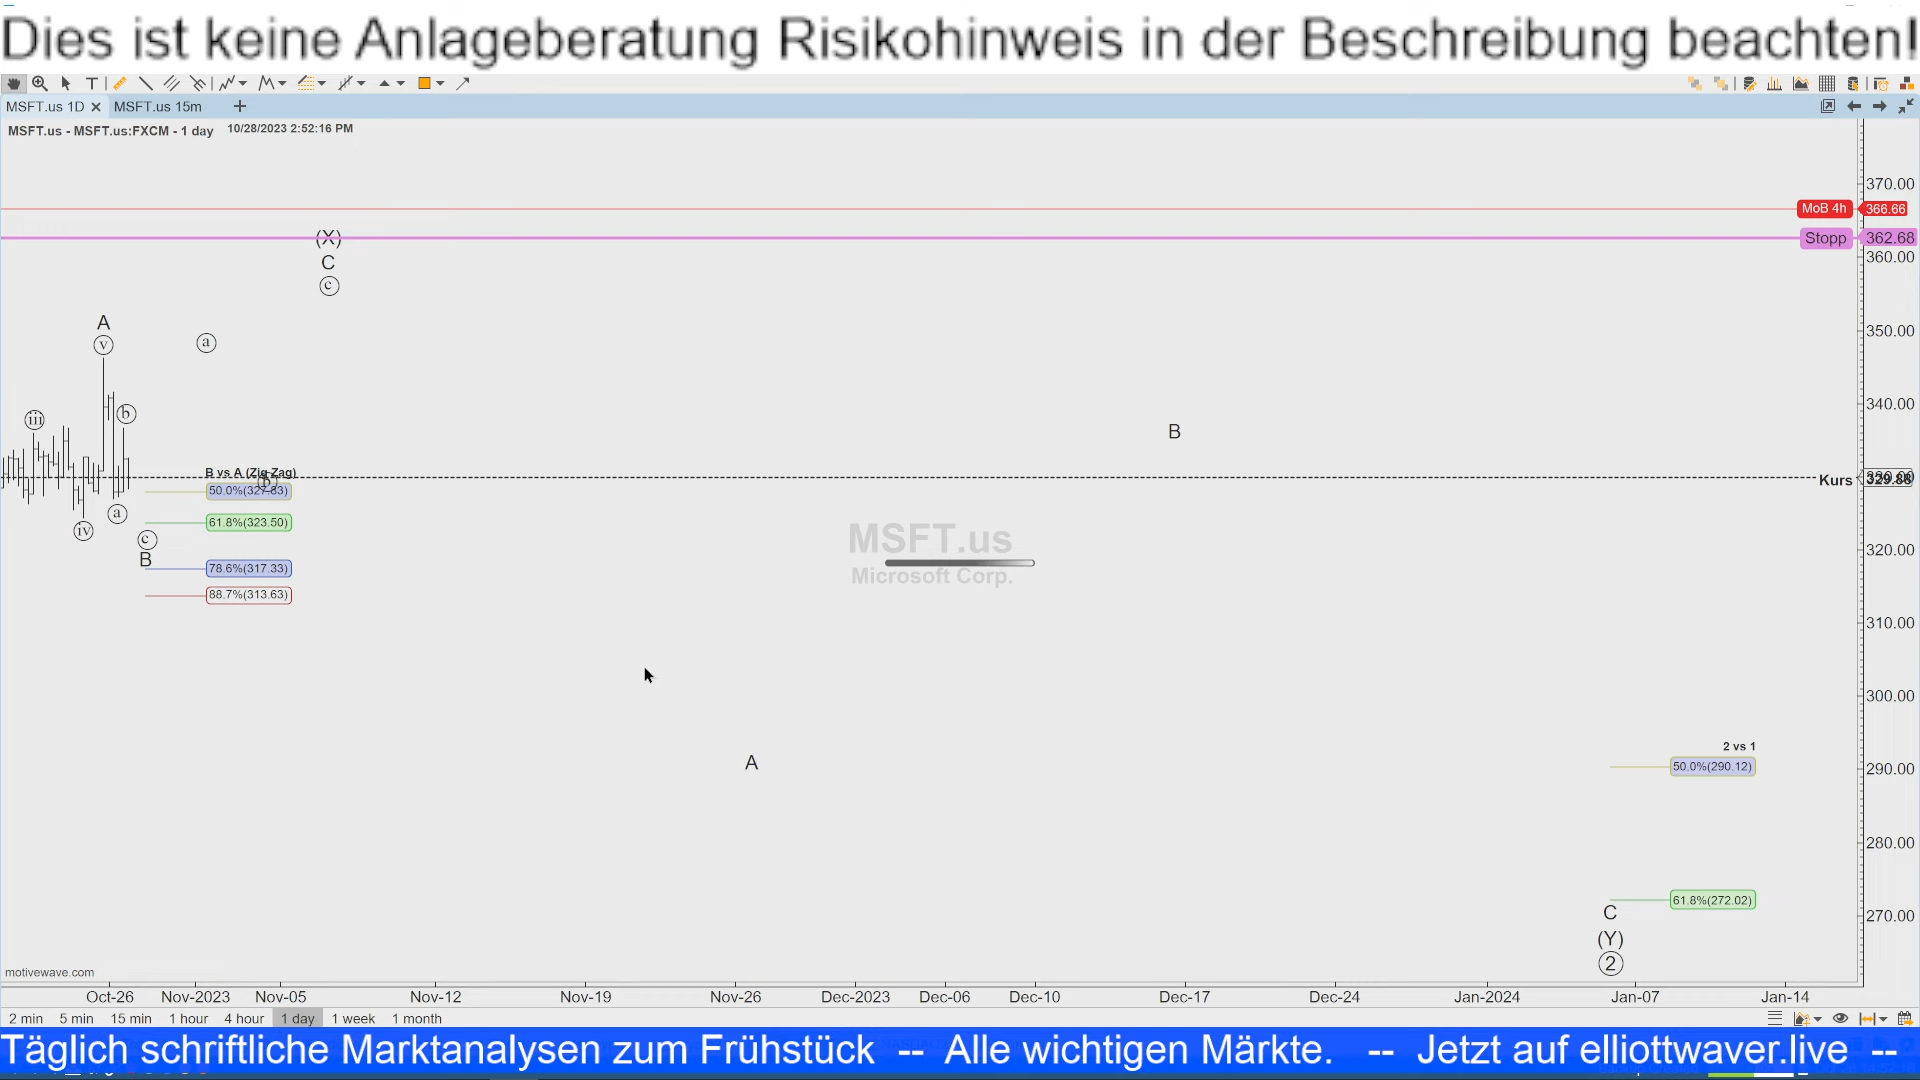 Dies ist keine Anlageberatung Risikohinweis in der Beschreibung beachten!
MSFT.us 1D
MSFT.us 15m
MSFT.us - MSFT.us:FXCM - 1 day 10/28/2023 2:52:16 PM
370.00
MoB 4h 366.66
(X)
Stopp 362.68
360.00
C
c
A
350.00
v
a
340.00
iii
b
B
B vs A (Zig Zag)
b
Kurs
50.0%(327.83)
a
61.8%(323.50)
iv
c
MSFT.us
B
320.00
78.6%(317.33)
Microsoft Corp.
88.7%(313.63)
310.00
300.00
2 vs 1
A
50.0%(290.12)
290.00
280.00
61.8%(272.02)
C
270.00
(Y)
2
motivewave.com
Oct-26 Nov-2023 Nov-05 Nov-12 Nov-19 Nov-26 Dec-2023 Dec-06 Dec-10 Dec-17 Dec-24 Jan-2024 Jan-07 Jan-14
2 min 5 min 15 min 1 hour 4 hour 1 day 1 week 1 month
Täglich schriftliche Marktanalysen zum Frühstück -- Alle wichtigen Märkte. -- Jetzt auf elliottwaver.live --